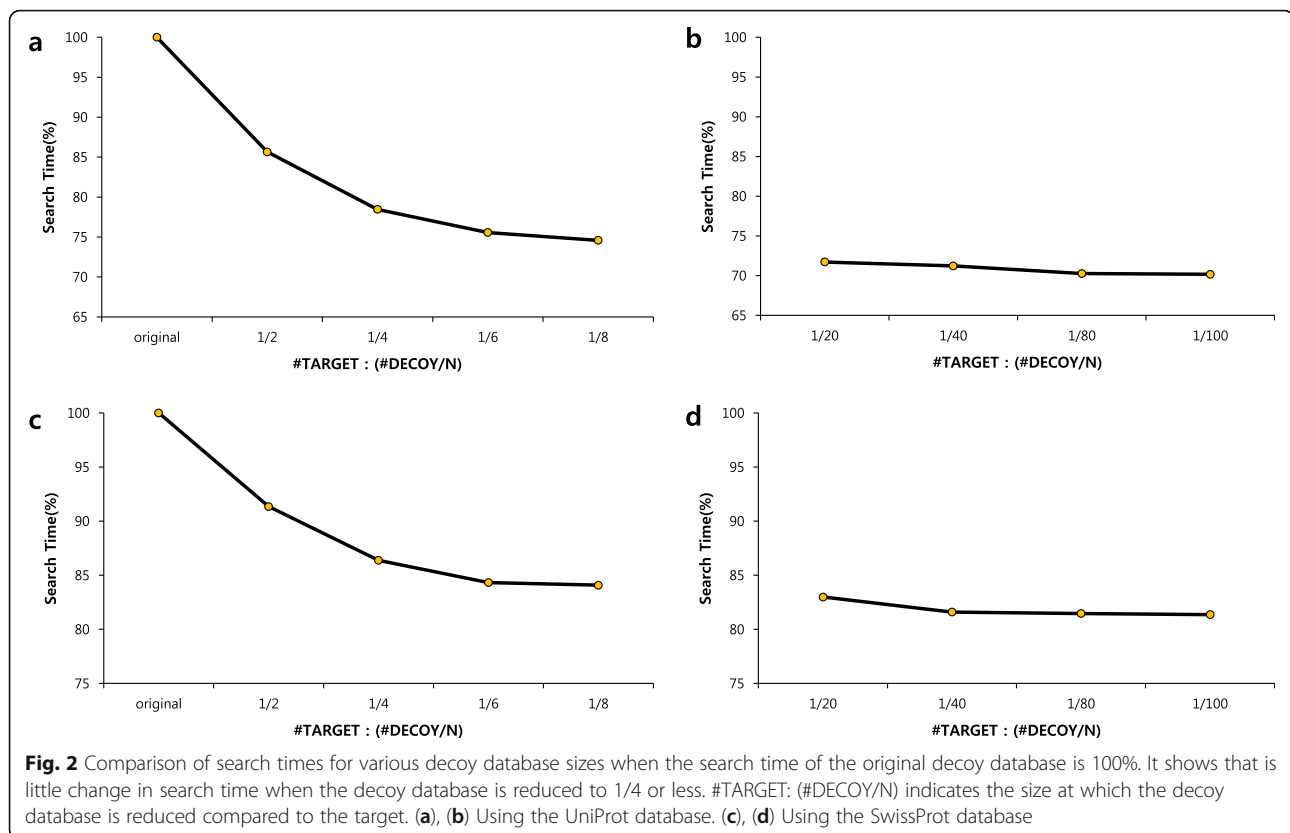 a
100
95
90
85
80
75
70
65
Search Time(%)
original 1/2 1/4 1/6 1/8
#TARGET : (#DECOY/N)
b
100
95
90
85
80
75
70
65
Search Time(%)
1/20 1/40 1/80 1/100
#TARGET : (#DECOY/N)
c
100
95
90
85
80
75
Search Time(%)
original 1/2 1/4 1/6 1/8
#TARGET : (#DECOY/N)
d
100
95
90
85
80
75
Search Time(%)
1/20 1/40 1/80 1/100
#TARGET : (#DECOY/N)
Fig. 2 Comparison of search times for various decoy database sizes when the search time of the original decoy database is 100%. It shows that is
little change in search time when the decoy database is reduced to 1/4 or less. #TARGET: (#DECOY/N) indicates the size at which the decoy
database is reduced compared to the target. (a), (b) Using the UniProt database. (c), (d) Using the SwissProt database